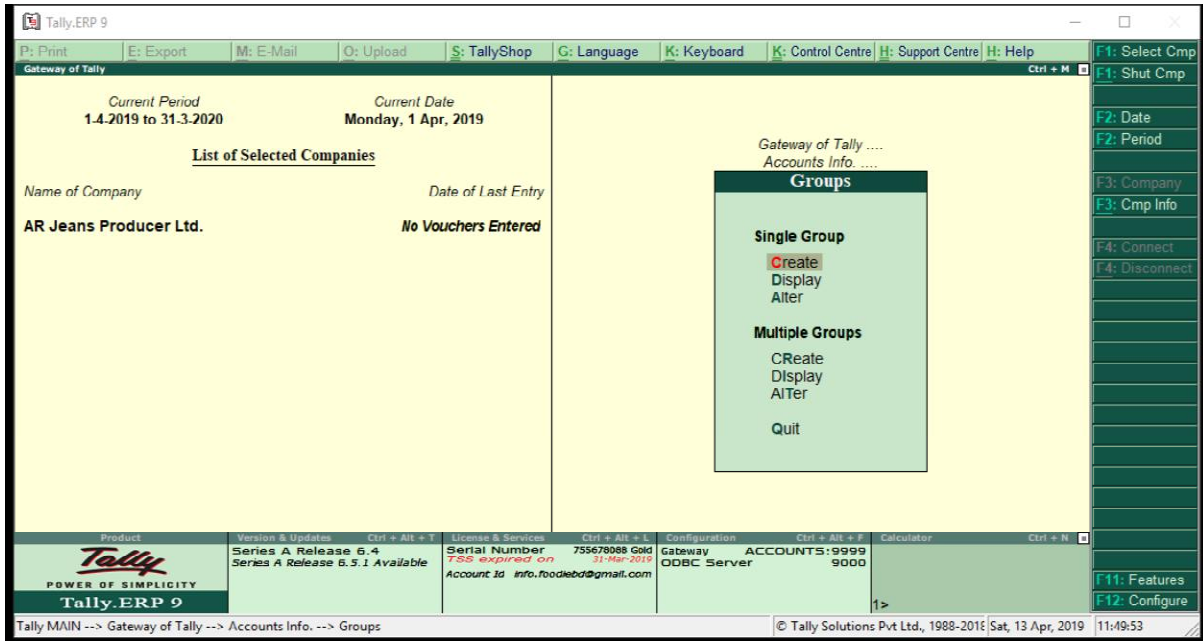 Tally.ERP 9
P: Print E: Export M: E-Mail O: Upload S: TallyShop G: Language K: Keyboard K: Control Centre H: Support Centre H: Help
Gateway of Tally Ctrl + M
Current Period Current Date
1-4-2019 to 31-3-2020 Monday, 1 Apr, 2019
List of Selected Companies
Name of Company Date of Last Entry
AR Jeans Producer Ltd. No Vouchers Entered
Gateway of Tally ....
Accounts Info. ....
Groups
Single Group
Create
Display
Alter
Multiple Groups
CReate
DIsplay
AlTer
Quit
F1: Select Cmp
F1: Shut Cmp
F2: Date
F2: Period
F3: Company
F3: Cmp Info
F4: Connect
F4: Disconnect
F11: Features
F12: Configure
Product
Tally
POWER OF SIMPLICITY
Tally.ERP 9
Version & Updates Ctrl + Alt + T
Series A Release 6.4
Series A Release 6.5.1 Available
License & Services Ctrl + Alt + L
Serial Number 755678088 Gold
TSS expired on 31-Mar-2019
Account Id info.foodiebd@gmail.com
Configuration Ctrl + Alt + F
Gateway ACCOUNTS:9999
ODBC Server 9000
Calculator Ctrl + N
1>
Tally MAIN --> Gateway of Tally --> Accounts Info. --> Groups © Tally Solutions Pvt Ltd., 1988-2018 Sat, 13 Apr, 2019 11:49:53